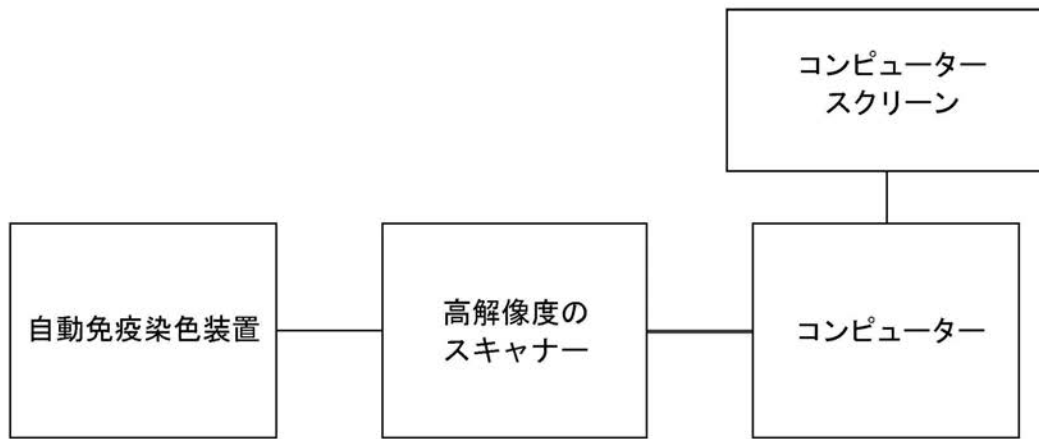 コンピューター
スクリーン
自動免疫染色装置
高解像度の
スキャナー
コンピューター